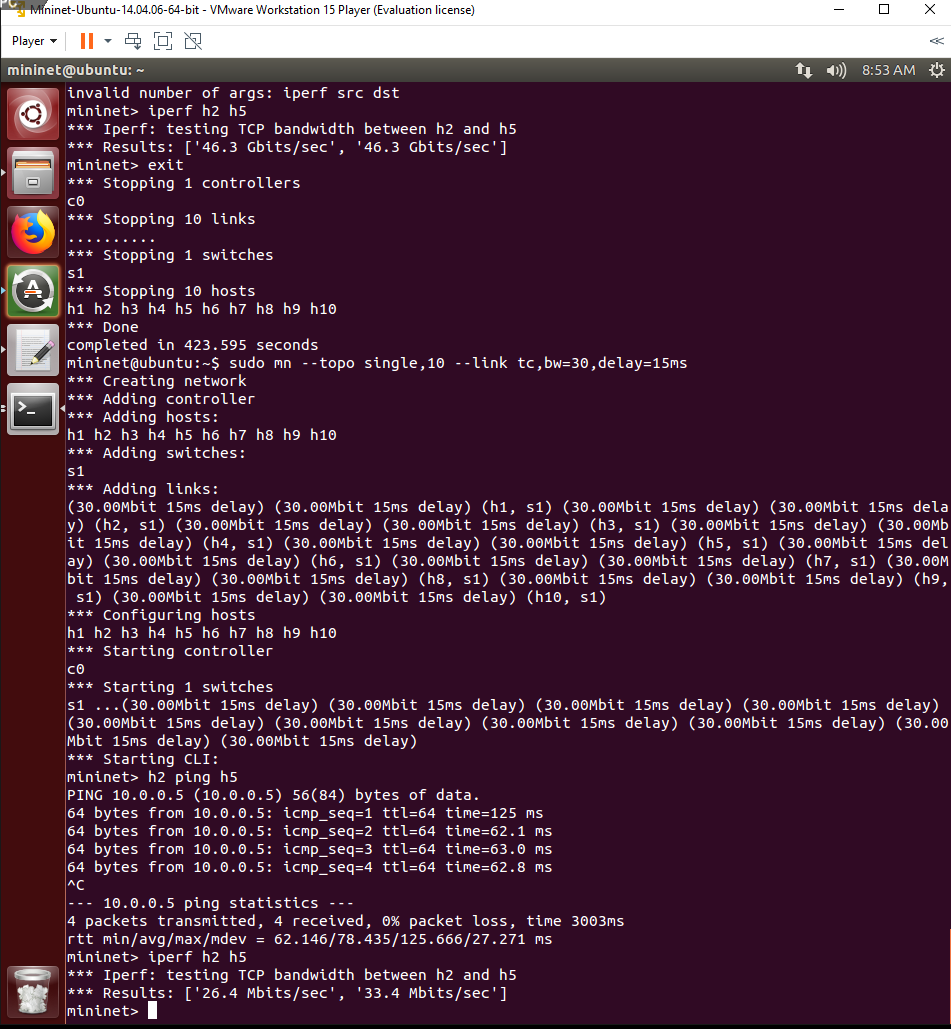 PC
Mininet-Ubuntu-14.04.06-64-bit - VMware Workstation 15 Player (Evaluation license)
Player
mininet@ubuntu: ~
8:53 AM
invalid number of args: iperf src dst
mininet> iperf h2 h5
*** Iperf: testing TCP bandwidth between h2 and h5
*** Results: ['46.3 Gbits/sec', '46.3 Gbits/sec']
mininet> exit
*** Stopping 1 controllers
c0
*** Stopping 10 links
..........
*** Stopping 1 switches
s1
*** Stopping 10 hosts
h1 h2 h3 h4 h5 h6 h7 h8 h9 h10
*** Done
completed in 423.595 seconds
mininet@ubuntu:~$ sudo mn --topo single,10 --link tc,bw=30,delay=15ms
*** Creating network
*** Adding controller
*** Adding hosts:
h1 h2 h3 h4 h5 h6 h7 h8 h9 h10
*** Adding switches:
s1
*** Adding links:
(30.00Mbit 15ms delay) (30.00Mbit 15ms delay) (h1, s1) (30.00Mbit 15ms delay) (30.00Mbit 15ms dela
y) (h2, s1) (30.00Mbit 15ms delay) (30.00Mbit 15ms delay) (h3, s1) (30.00Mbit 15ms delay) (30.00Mb
it 15ms delay) (h4, s1) (30.00Mbit 15ms delay) (30.00Mbit 15ms delay) (h5, s1) (30.00Mbit 15ms del
ay) (30.00Mbit 15ms delay) (h6, s1) (30.00Mbit 15ms delay) (30.00Mbit 15ms delay) (h7, s1) (30.00M
bit 15ms delay) (30.00Mbit 15ms delay) (h8, s1) (30.00Mbit 15ms delay) (30.00Mbit 15ms delay) (h9,
 s1) (30.00Mbit 15ms delay) (30.00Mbit 15ms delay) (h10, s1)
*** Configuring hosts
h1 h2 h3 h4 h5 h6 h7 h8 h9 h10
*** Starting controller
c0
*** Starting 1 switches
s1 ...(30.00Mbit 15ms delay) (30.00Mbit 15ms delay) (30.00Mbit 15ms delay) (30.00Mbit 15ms delay)
(30.00Mbit 15ms delay) (30.00Mbit 15ms delay) (30.00Mbit 15ms delay) (30.00Mbit 15ms delay) (30.00
Mbit 15ms delay) (30.00Mbit 15ms delay)
*** Starting CLI:
mininet> h2 ping h5
PING 10.0.0.5 (10.0.0.5) 56(84) bytes of data.
64 bytes from 10.0.0.5: icmp_seq=1 ttl=64 time=125 ms
64 bytes from 10.0.0.5: icmp_seq=2 ttl=64 time=62.1 ms
64 bytes from 10.0.0.5: icmp_seq=3 ttl=64 time=63.0 ms
64 bytes from 10.0.0.5: icmp_seq=4 ttl=64 time=62.8 ms
^C
--- 10.0.0.5 ping statistics ---
4 packets transmitted, 4 received, 0% packet loss, time 3003ms
rtt min/avg/max/mdev = 62.146/78.435/125.666/27.271 ms
mininet> iperf h2 h5
*** Iperf: testing TCP bandwidth between h2 and h5
*** Results: ['26.4 Mbits/sec', '33.4 Mbits/sec']
mininet>